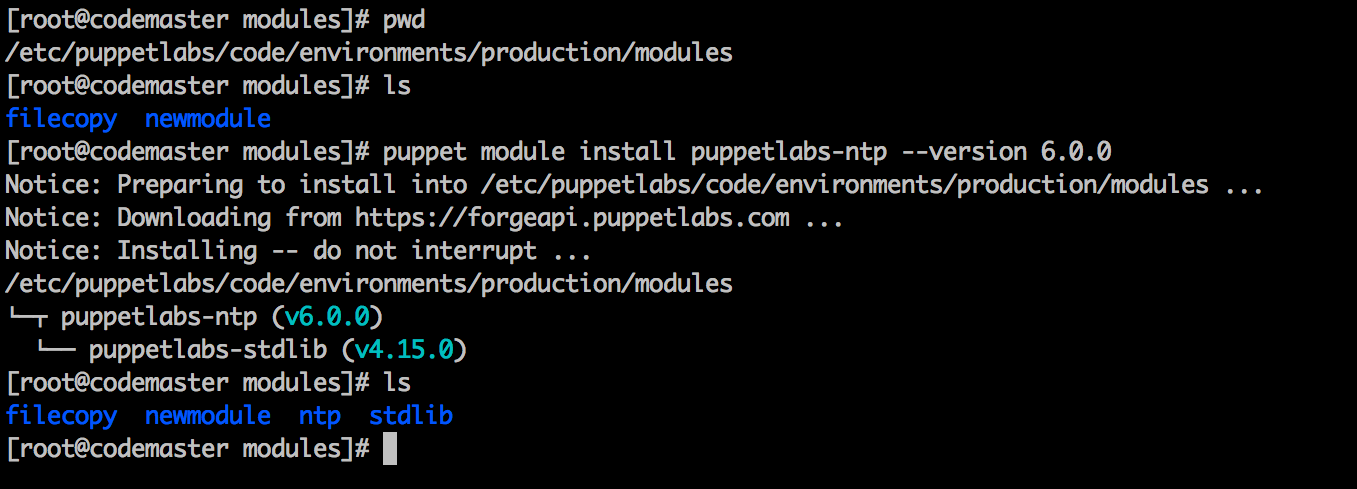 [root@codemaster modules]# pwd
/etc/puppetlabs/code/environments/production/modules
[root@codemaster modules]# ls
filecopy  newmodule
[root@codemaster modules]# puppet module install puppetlabs-ntp --version 6.0.0
Notice: Preparing to install into /etc/puppetlabs/code/environments/production/modules ...
Notice: Downloading from https://forgeapi.puppetlabs.com ...
Notice: Installing -- do not interrupt ...
/etc/puppetlabs/code/environments/production/modules
└─┬ puppetlabs-ntp (v6.0.0)
  └── puppetlabs-stdlib (v4.15.0)
[root@codemaster modules]# ls
filecopy  newmodule  ntp  stdlib
[root@codemaster modules]#